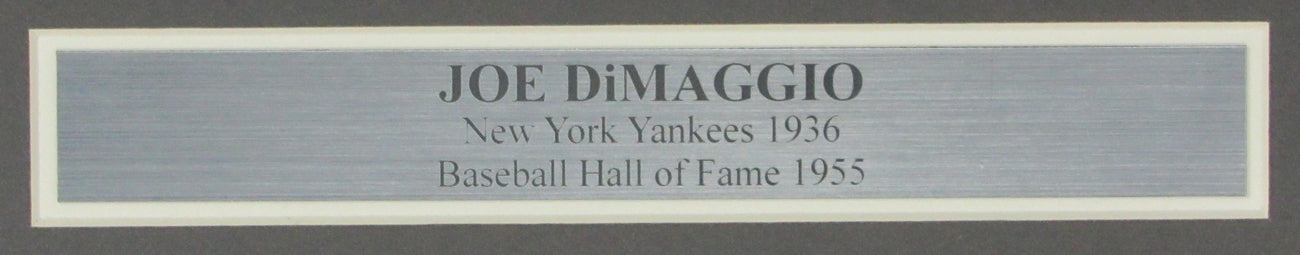 JOE DiMAGGIO
New York Yankees 1936
Baseball Hall of Fame 1955